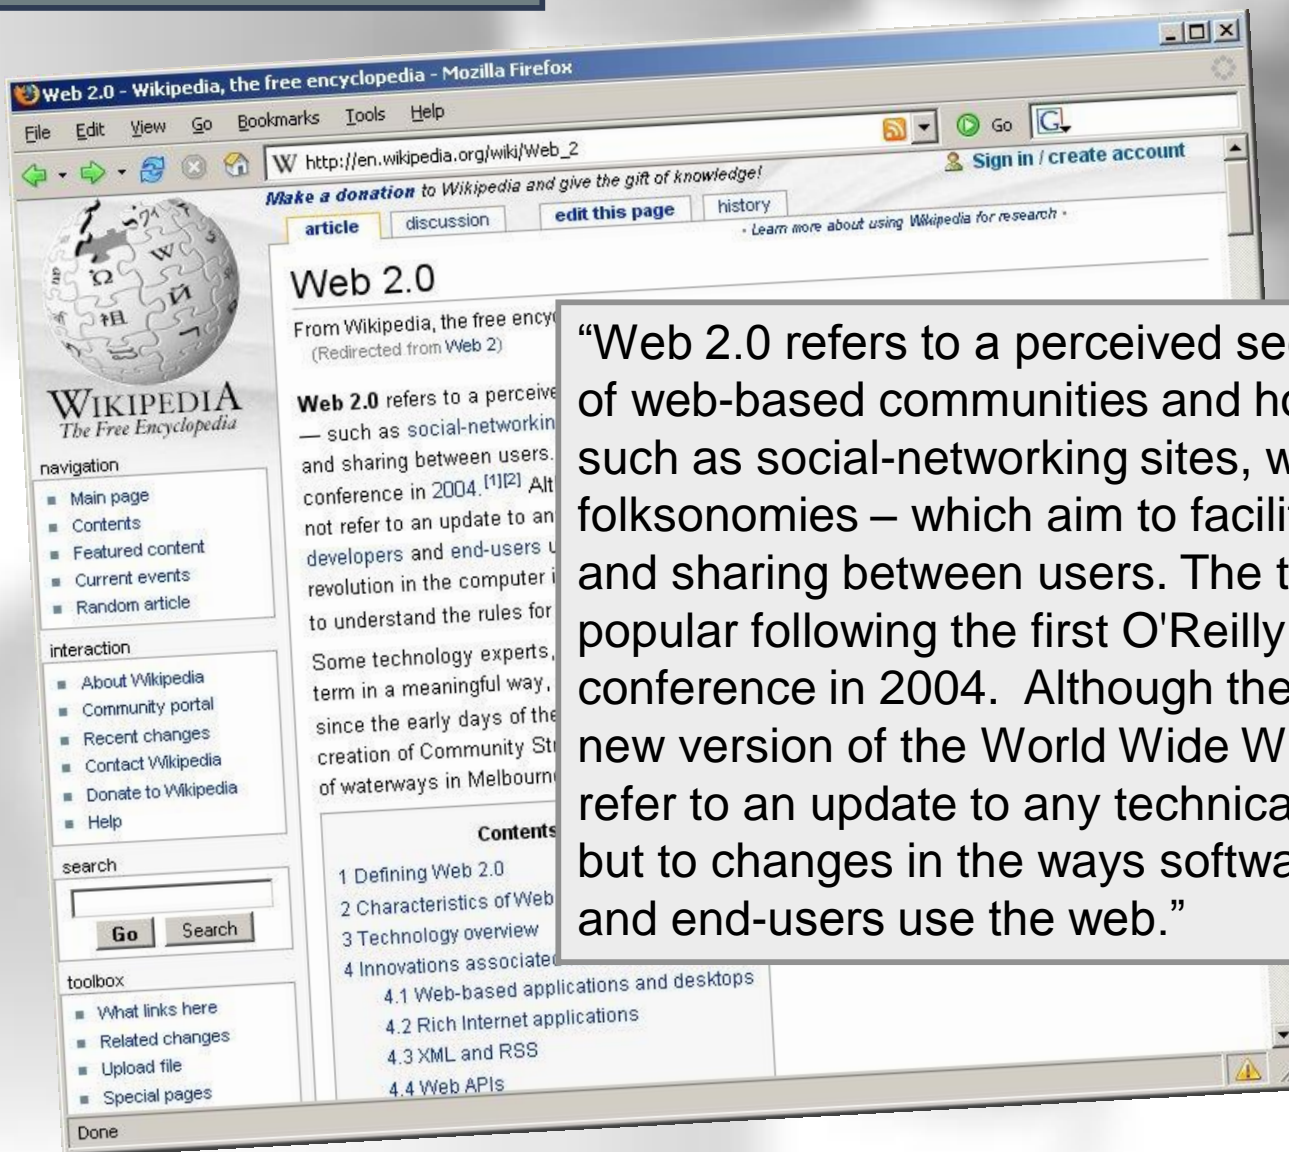 Web 2.0 - Wikipedia, the free encyclopedia - Mozilla Firefox
File Edit View Go Bookmarks Tools Help
http://en.wikipedia.org/wiki/Web_2 Go
Make a donation to Wikipedia and give the gift of knowledge! Sign in / create account
article discussion edit this page history
- Learn more about using Wikipedia for research -
WIKIPEDIA
The Free Encyclopedia
navigation
Main page
Contents
Featured content
Current events
Random article
interaction
About Wikipedia
Community portal
Recent changes
Contact Wikipedia
Donate to Wikipedia
Help
search
Go Search
toolbox
What links here
Related changes
Upload file
Special pages
Web 2.0
From Wikipedia, the free
(Redirected from Web 2)
Web 2.0 refers to a
— such as
and sharing between users.
conference in 2004.[1][2]
not refer to an update to
developers and end-users
revolution in the computer
to understand the rules for
Some technology experts,
term in a meaningful way,
since the early days of the
creation of Community
of waterways in
Contents
1 Defining Web 2.0
2 Characteristics of Web
3 Technology overview
4 Innovations
4.1 Web-based applications and desktops
4.2 Rich Internet applications
4.3 XML and RSS
4.4 Web APIs
“Web 2.0 refers to a perceived
of web-based communities and
such as social-networking sites,
folksonomies – which aim to
and sharing between users. The
popular following the first O'Reilly
conference in 2004. Although the
new version of the World Wide
refer to an update to any
but to changes in the ways
and end-users use the web.”
Done